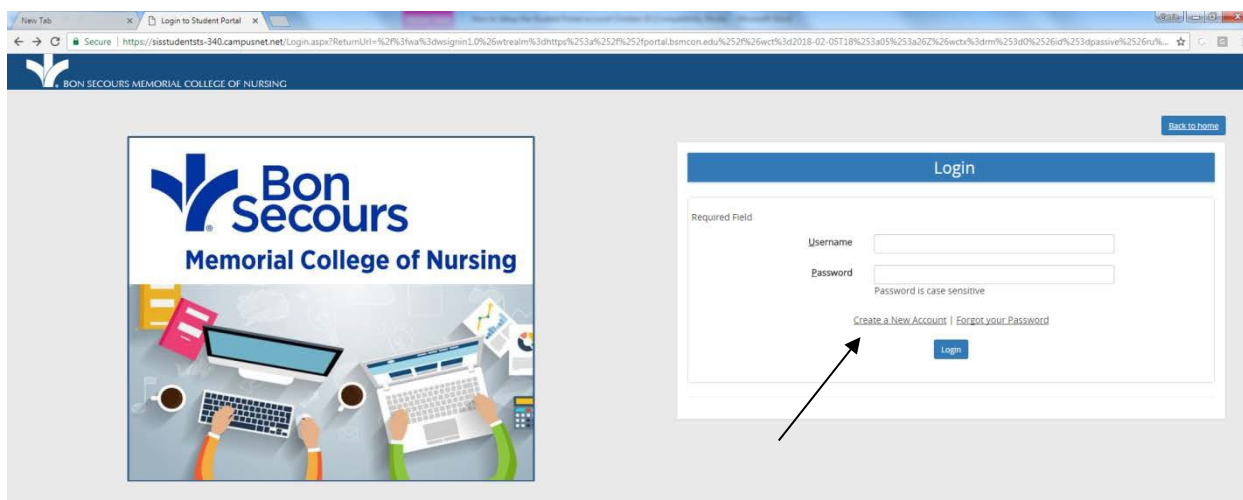 New Tab
Login to Student Portal
Secure | https://sisstudentsts-340.campusnet.net/Login.aspx?ReturnUrl=%2f%3fwa%3dwsignin1.0%26wtrealm%3dhttps%253a%252f%252fportal.bsmcon.edu%252f%26wct%3d2018-02-05T18%253a05%253a26Z%26wctx%3drm%253d0%2526id%253dpassive%2526ru%...
BON SECOURS MEMORIAL COLLEGE OF NURSING
Back to home
Bon
Secours
Memorial College of Nursing
Login
Required Field
Username
Password
Password is case sensitive
Create a New Account | Forgot your Password
Login